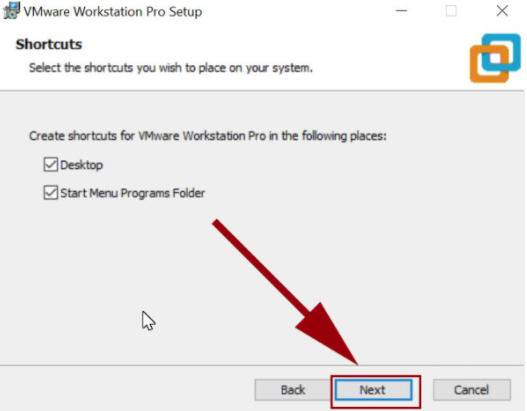 VMware Workstation Pro Setup
Shortcuts
Select the shortcuts you wish to place on your system.
Create shortcuts for VMware Workstation Pro in the following places:
Desktop
Start Menu Programs Folder
Back Next Cancel